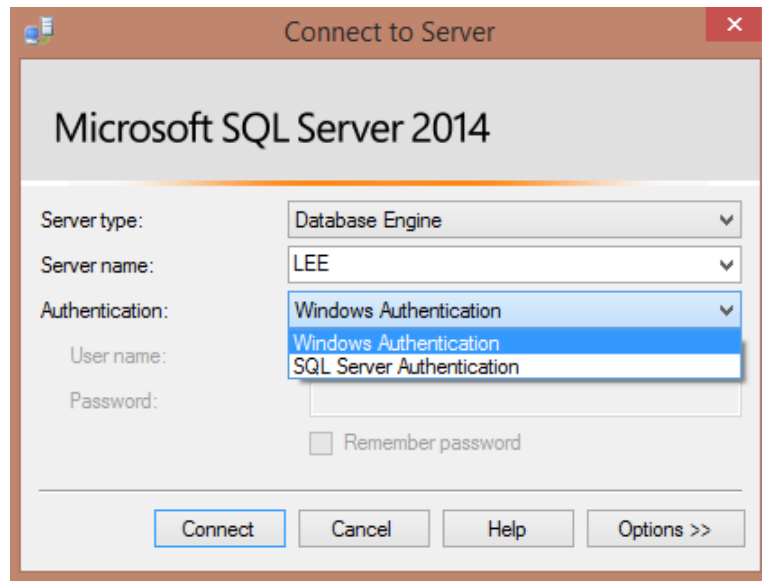 Connect to Server
Microsoft SQL Server 2014
Server type: Database Engine
Server name: LEE
Authentication: Windows Authentication
Windows Authentication
User name:
SQL Server Authentication
Password:
Remember password
Connect Cancel Help Options >>